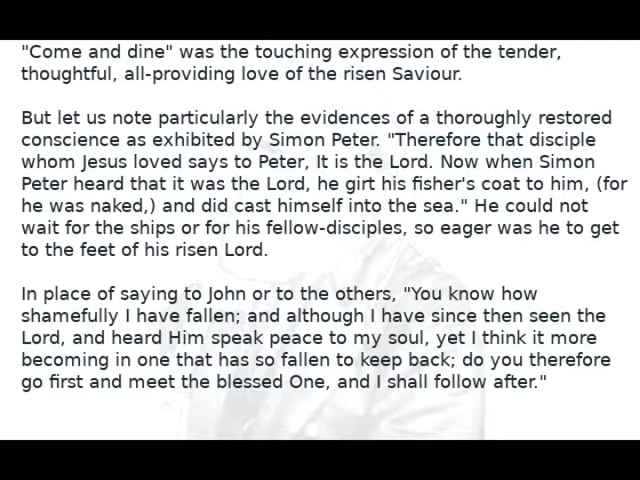 "Come and dine" was the touching expression of the tender,
thoughtful, all-providing love of the risen Saviour.
But let us note particularly the evidences of a thoroughly restored
conscience as exhibited by Simon Peter. "Therefore that disciple
whom Jesus loved says to Peter, It is the Lord. Now when Simon
Peter heard that it was the Lord, he girt his fisher's coat to him, (for
he was naked,) and did cast himself into the sea." He could not
wait for the ships or for his fellow-disciples, so eager was he to get
to the feet of his risen Lord.
In place of saying to John or to the others, "You know how
shamefully I have fallen; and although I have since then seen the
Lord, and heard Him speak peace to my soul, yet I think it more
becoming in one that has so fallen to keep back; do you therefore
go first and meet the blessed One, and I shall follow after."